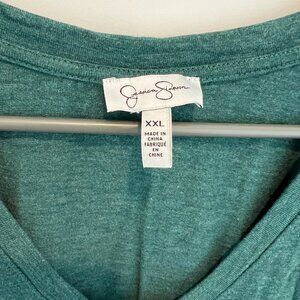 Jessica Simpson
XXL
MADE IN
CHINA
FABRIQUÉ
EN
CHINE